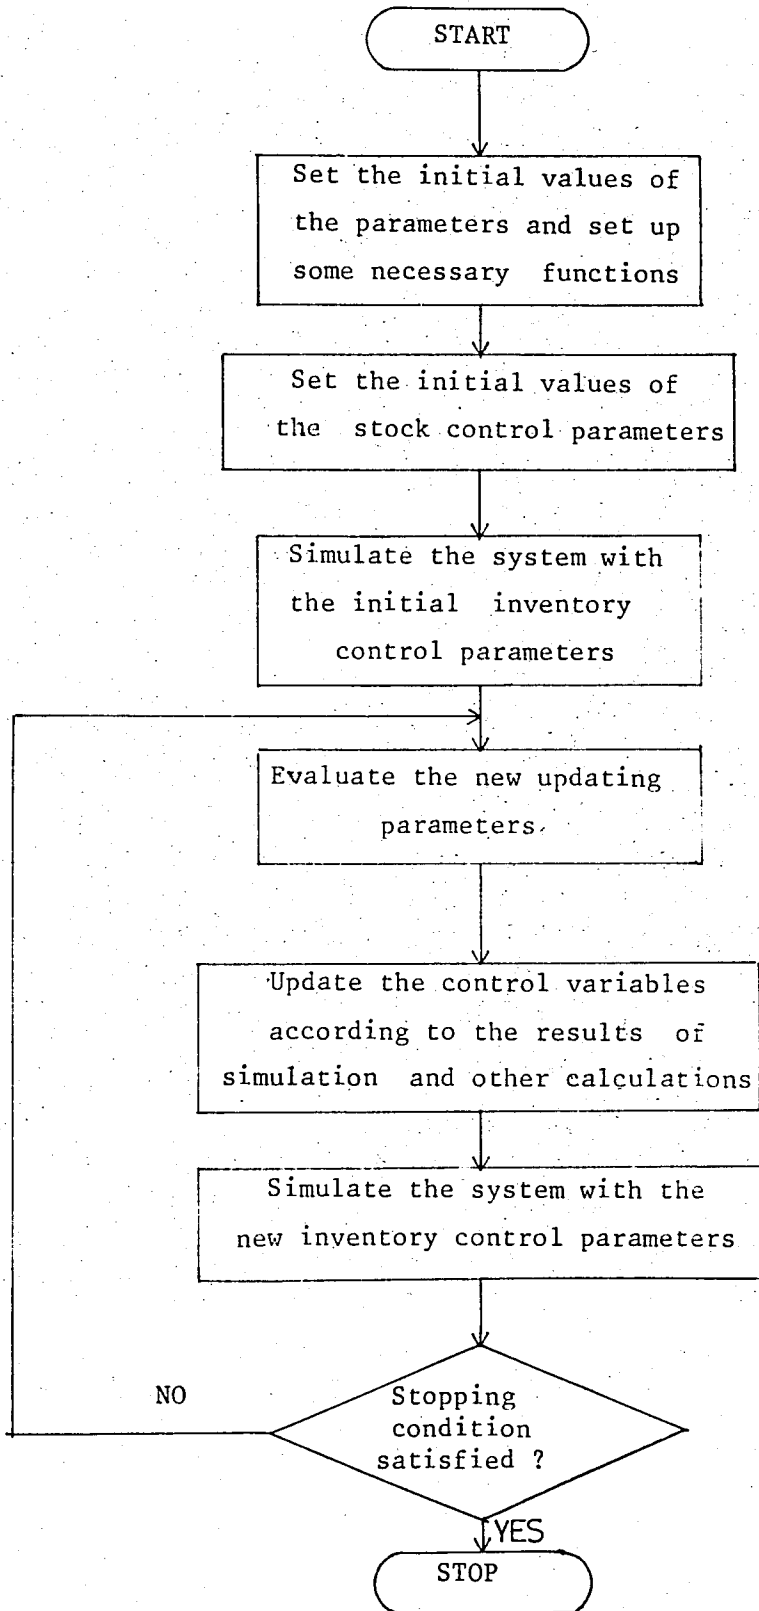 START
Set the initial values of
the parameters and set up
some necessary functions
Set the initial values of
the stock control parameters
Simulate the system with
the initial inventory
control parameters
Evaluate the new updating
parameters
Update the control variables
according to the results of
simulation and other calculations
Simulate the system with the
new inventory control parameters
NO
Stopping
condition
satisfied ?
YES
STOP